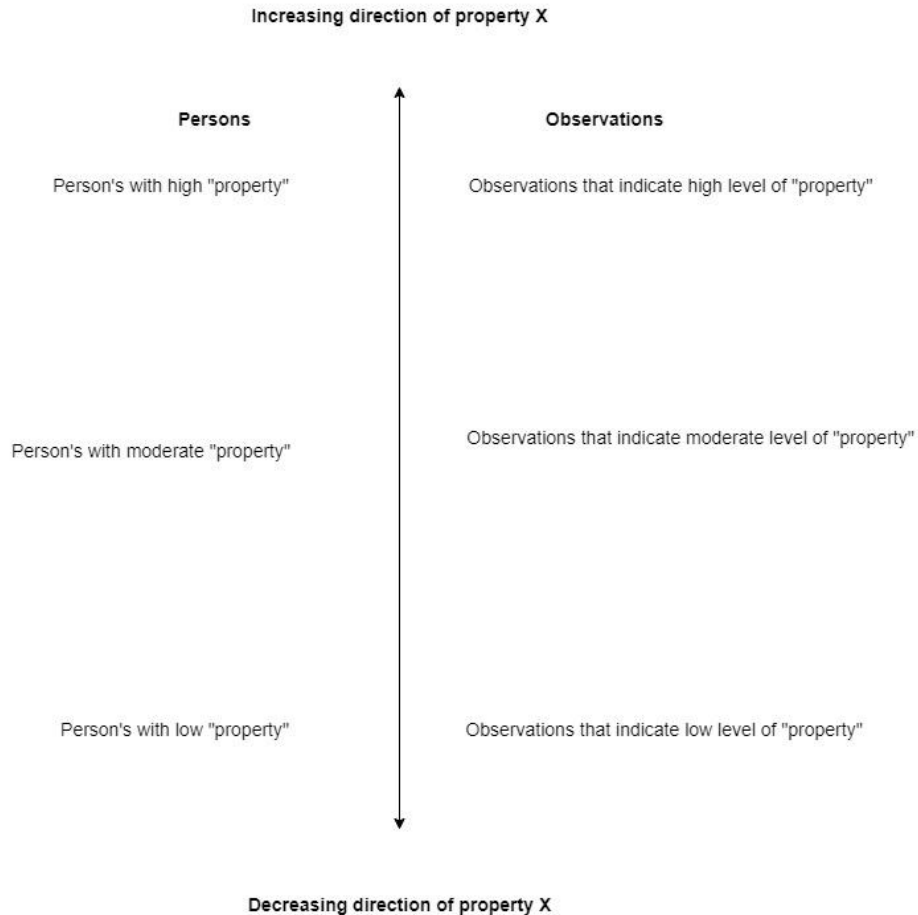 Increasing direction of property X
Persons
Observations
Person's with high "property"
Observations that indicate high level of "property"
Person's with moderate "property"
Observations that indicate moderate level of "property"
Person's with low "property"
Observations that indicate low level of "property"
Decreasing direction of property X